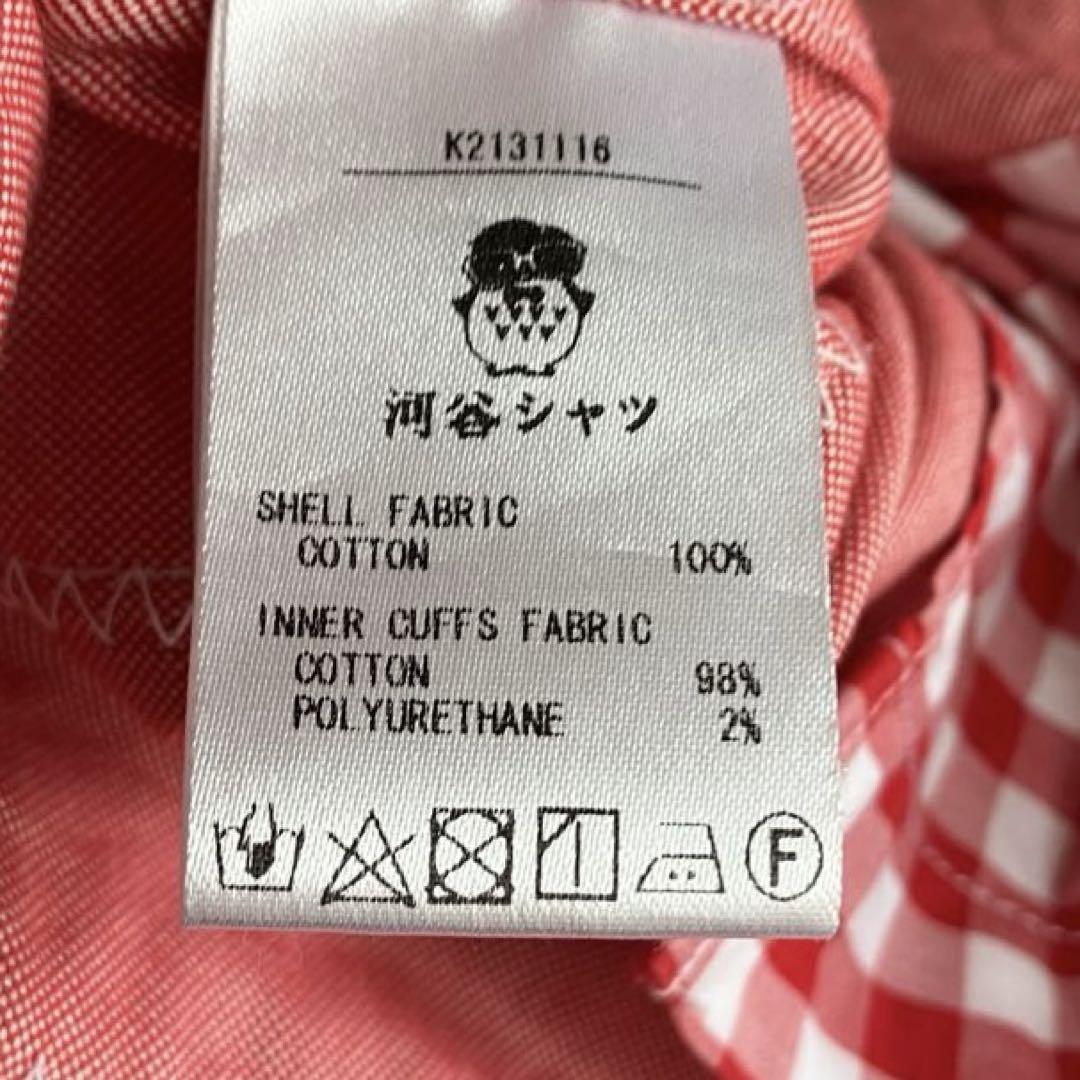 K2131116
河谷シャツ
SHELL FABRIC
COTTON 100%
INNER CUFFS FABRIC
COTTON 98%
POLYURETHANE 2%
F